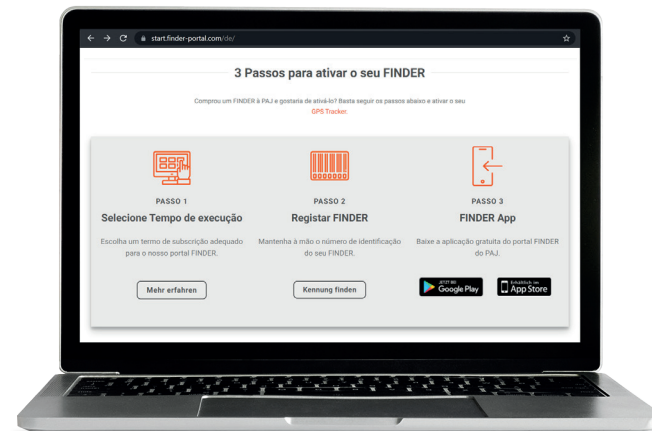 start.finder-portal.com/de/
3 Passos para ativar o seu FINDER
Comprou um FINDER à PAJ e gostaria de ativá-lo? Basta seguir os passos abaixo e ativar o seu
GPS Tracker.
PASSO 1
Selecione Tempo de execução
Escolha um termo de subscrição adequado
para o nosso portal FINDER.
Mehr erfahren
PASSO 2
Registar FINDER
Mantenha à mão o número de identificação
do seu FINDER.
Kennung finden
PASSO 3
FINDER App
Baixe a aplicação gratuita do portal FINDER
do PAJ.
JETZT BEI
Google Play
Erhältlich im
App Store